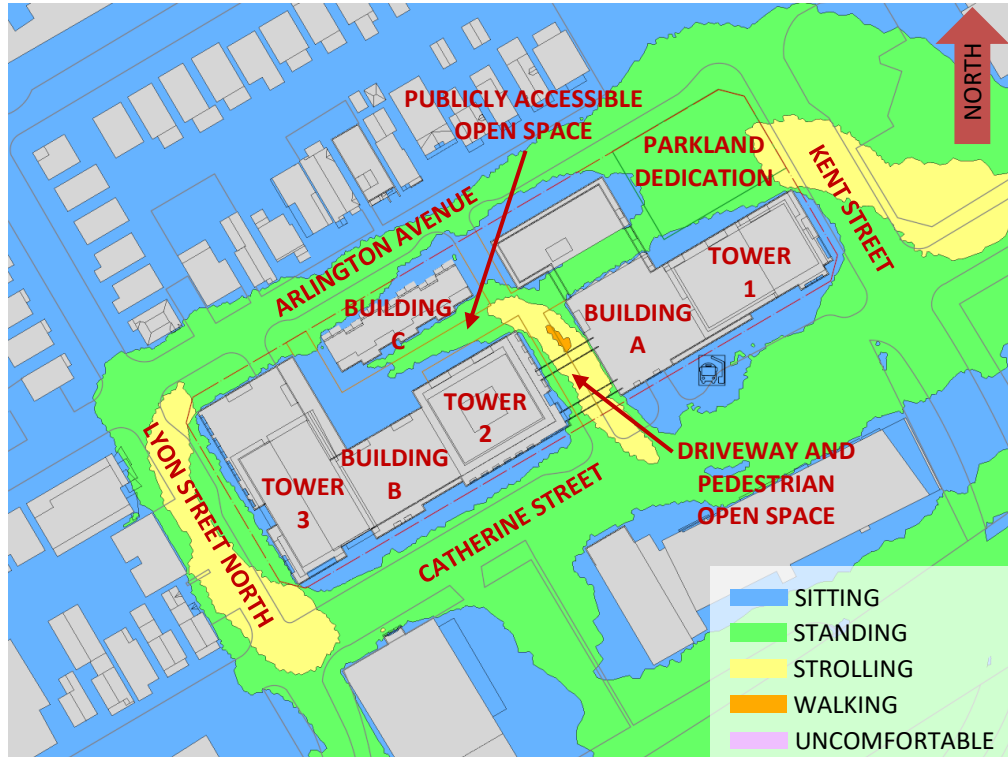 NORTH
PUBLICLY ACCESSIBLE
OPEN SPACE
PARKLAND
DEDICATION
KENT STREET
ARLINGTON AVENUE
TOWER
1
BUILDING
A
BUILDING
C
TOWER
2
BUILDING
B
TOWER
3
LYON STREET NORTH
CATHERINE STREET
DRIVEWAY AND
PEDESTRIAN
OPEN SPACE
SITTING
STANDING
STROLLING
WALKING
UNCOMFORTABLE